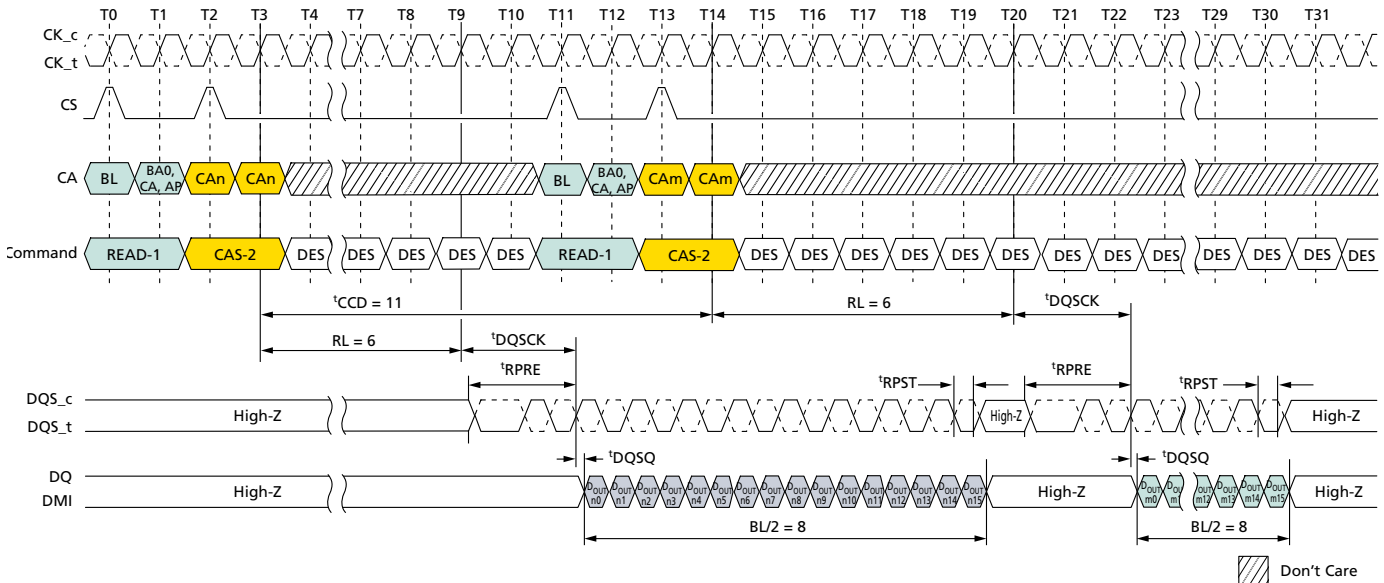 T0 T1 T2 T3 T4 T7 T8 T9 T10 T11 T12 T13 T14 T15 T16 T17 T18 T19 T20 T21 T22 T23 T29 T30 T31
CK_c
CK_t
CS
CA BL BA0, CA, AP CAn CAn BL BA0, CA, AP CAm CAm
Command READ-1 CAS-2 DES DES DES DES DES READ-1 CAS-2 DES DES DES DES DES DES DES DES DES DES DES DES
tCCD = 11 RL = 6 tDQSCK
RL = 6 tDQSCK
tRPRE tRPST tRPRE tRPST
DQS_c
DQS_t
High-Z High-Z High-Z
tDQSQ tDQSQ
DQ
DMI
High-Z DOUT n0 DOUT n1 DOUT n2 DOUT n3 DOUT n4 DOUT n5 DOUT n6 DOUT n7 DOUT n8 DOUT n9 DOUT n10 DOUT n11 DOUT n12 DOUT n13 DOUT n14 DOUT n15 High-Z DOUT m0 DOUT m12 DOUT m13 DOUT m14 DOUT m15 High-Z
BL/2 = 8 BL/2 = 8
Don't Care